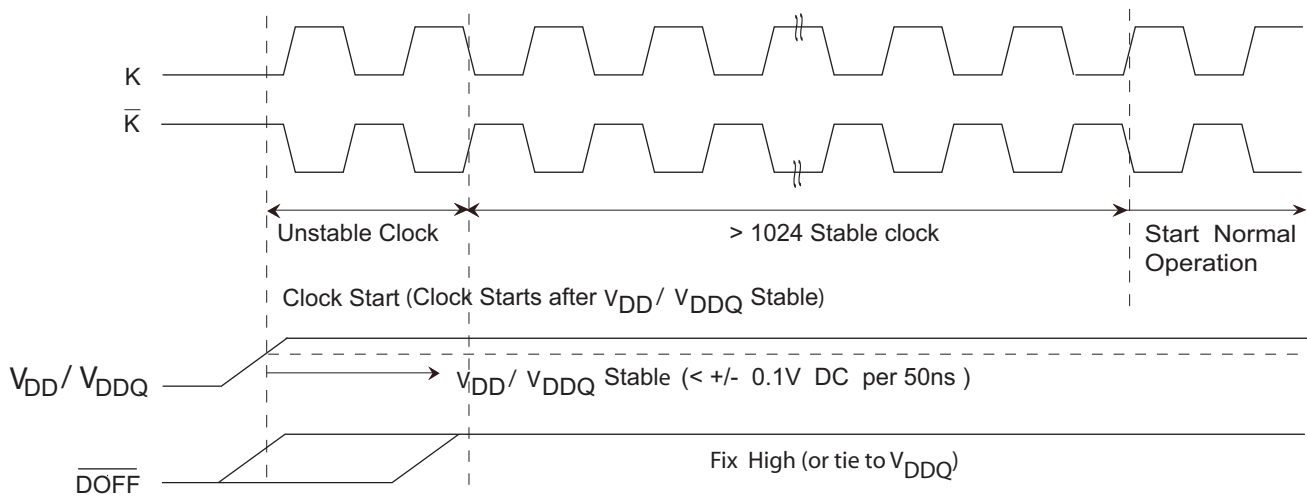 K
K̅
Unstable Clock
> 1024 Stable clock
Start Normal
Operation
Clock Start (Clock Starts after VDD / VDDQ Stable)
VDD / VDDQ
VDD / VDDQ Stable (< +/- 0.1V DC per 50ns )
D̅O̅F̅F̅
Fix High (or tie to VDDQ)